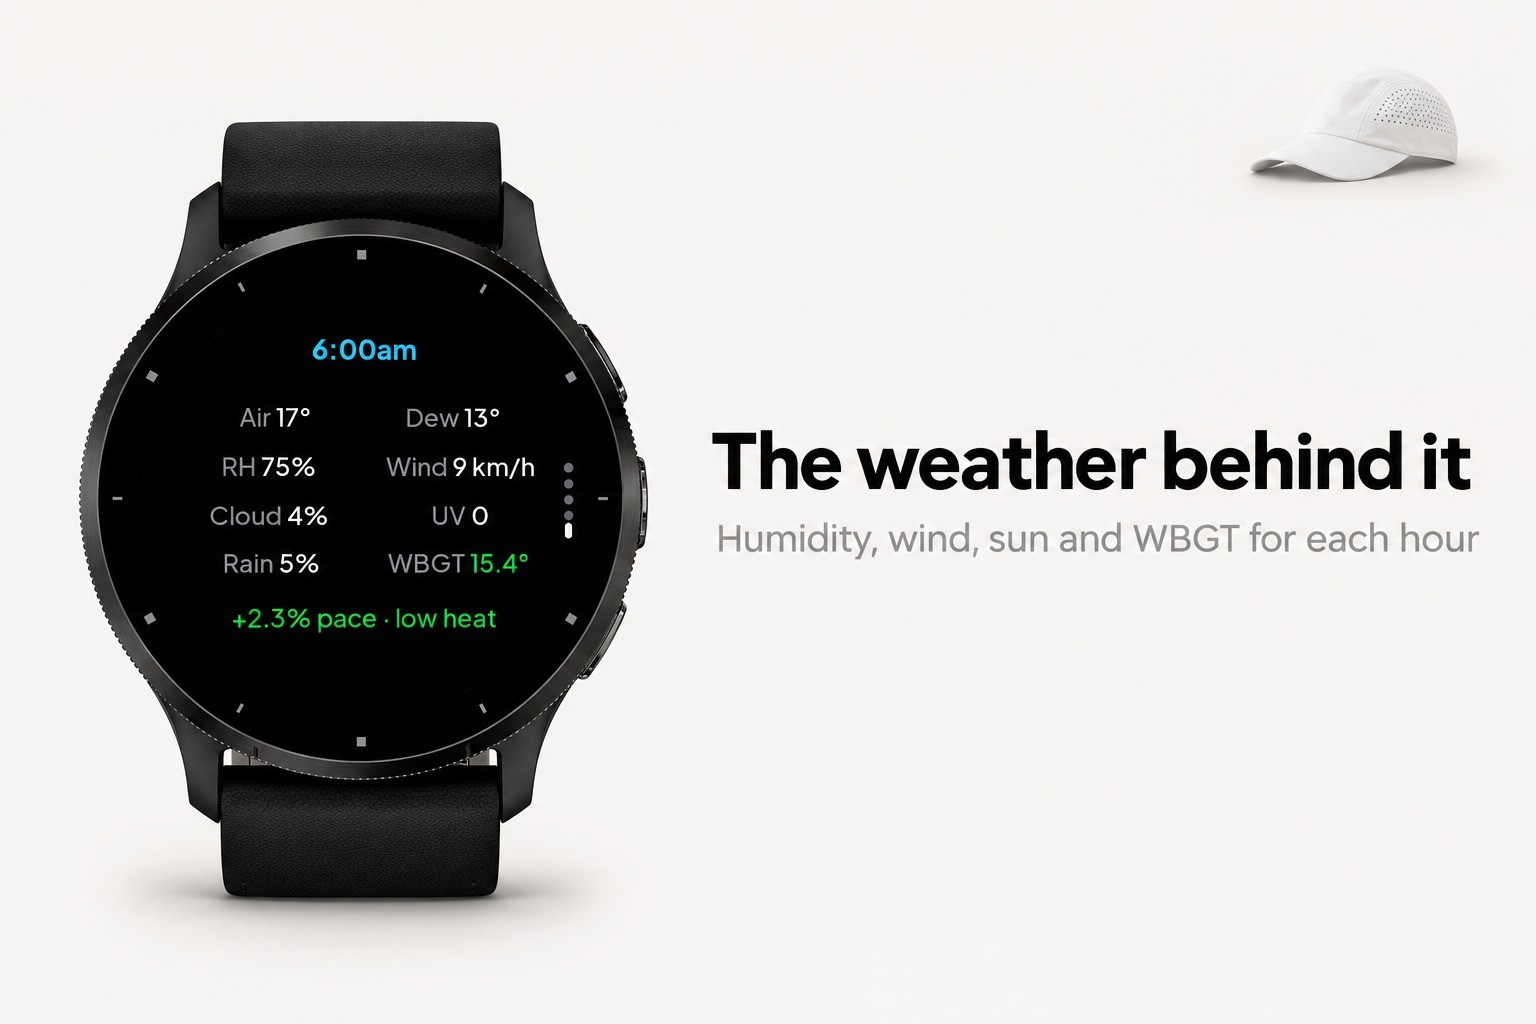 6:00am
Air 17° Dew 13°
RH 75% Wind 9 km/h
Cloud 4% UV 0
Rain 5% WBGT 15.4°
+2.3% pace · low heat
The weather behind it
Humidity, wind, sun and WBGT for each hour